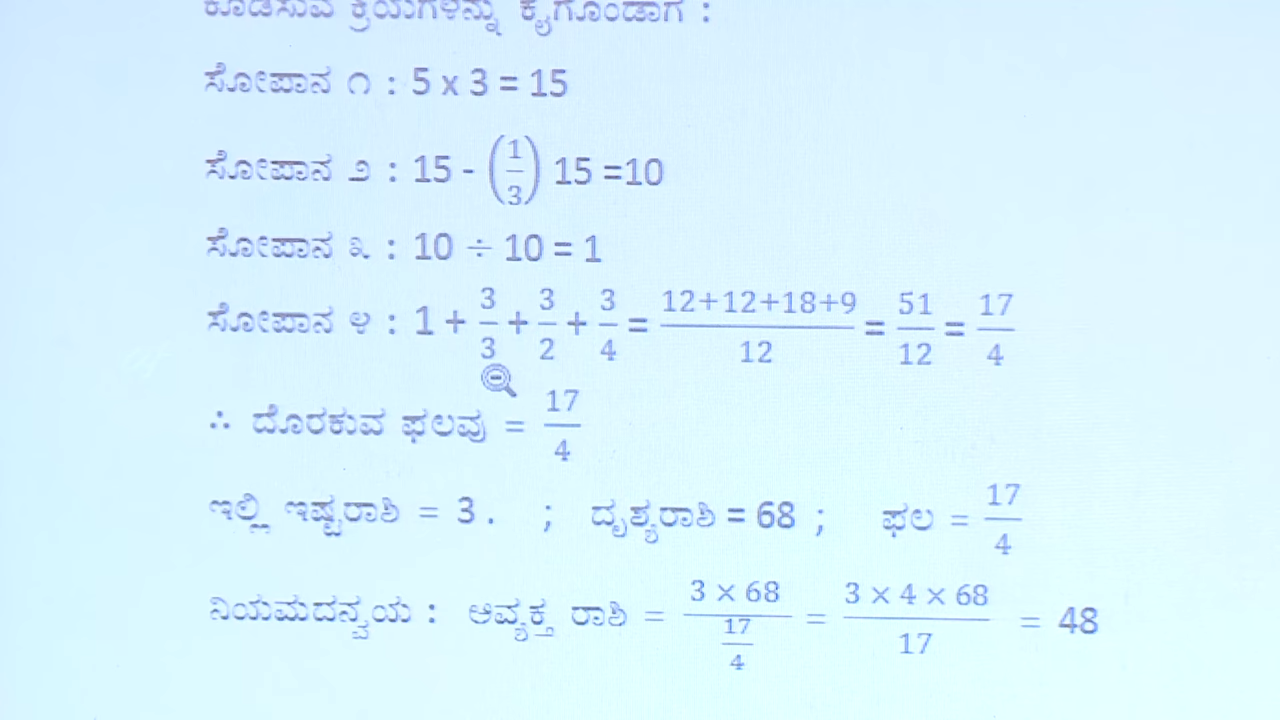 ಕೂಡಿಸುವ ಕ್ರಿಯೆಗಳನ್ನು ಕೈಗೊಂಡಾಗ :
ಸೋಪಾನ ೧ : 5 x 3 = 15
ಸೋಪಾನ ೨ : 15 - (1/3) 15 =10
ಸೋಪಾನ ೩ : 10 ÷ 10 = 1
ಸೋಪಾನ ೪ : 1 + 3/3 + 3/2 + 3/4 = 12+12+18+9/12 = 51/12 = 17/4
∴ ದೊರಕುವ ಫಲವು = 17/4
ಇಲ್ಲಿ ಇಷ್ಟರಾಶಿ = 3 . ; ದೃಶ್ಯರಾಶಿ = 68 ; ಫಲ = 17/4
ನಿಯಮದನ್ವಯ : ಅವ್ಯಕ್ತ ರಾಶಿ = 3 × 68/(17/4) = 3 × 4 × 68/17 = 48